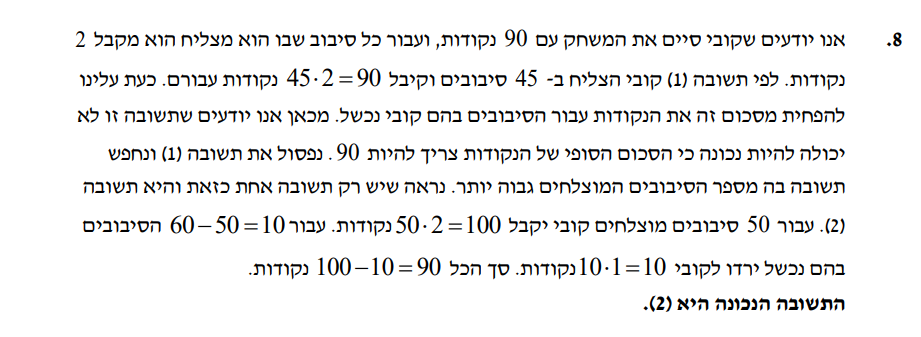 8. אנו יודעים שקובי סיים את המשחק עם 90 נקודות, ועבור כל סיבוב שבו הוא מצליח הוא מקבל 2
נקודות. לפי תשובה (1) קובי הצליח ב- 45 סיבובים וקיבל 45·2=90 נקודות עבורם. כעת עלינו
להפחית מסכום זה את הנקודות עבור הסיבובים בהם קובי נכשל. מכאן אנו יודעים שתשובה זו לא
יכולה להיות נכונה כי הסכום הסופי של הנקודות צריך להיות 90. נפסול את תשובה (1) ונחפש
תשובה בה מספר הסיבובים המוצלחים גבוה יותר. נראה שיש רק תשובה אחת כזאת והיא תשובה
(2). עבור 50 סיבובים מוצלחים קובי יקבל 50·2=100 נקודות. עבור 60−50=10 הסיבובים
בהם נכשל ירדו לקובי 10·1=10 נקודות. סך הכל 100−10=90 נקודות.
התשובה הנכונה היא (2).